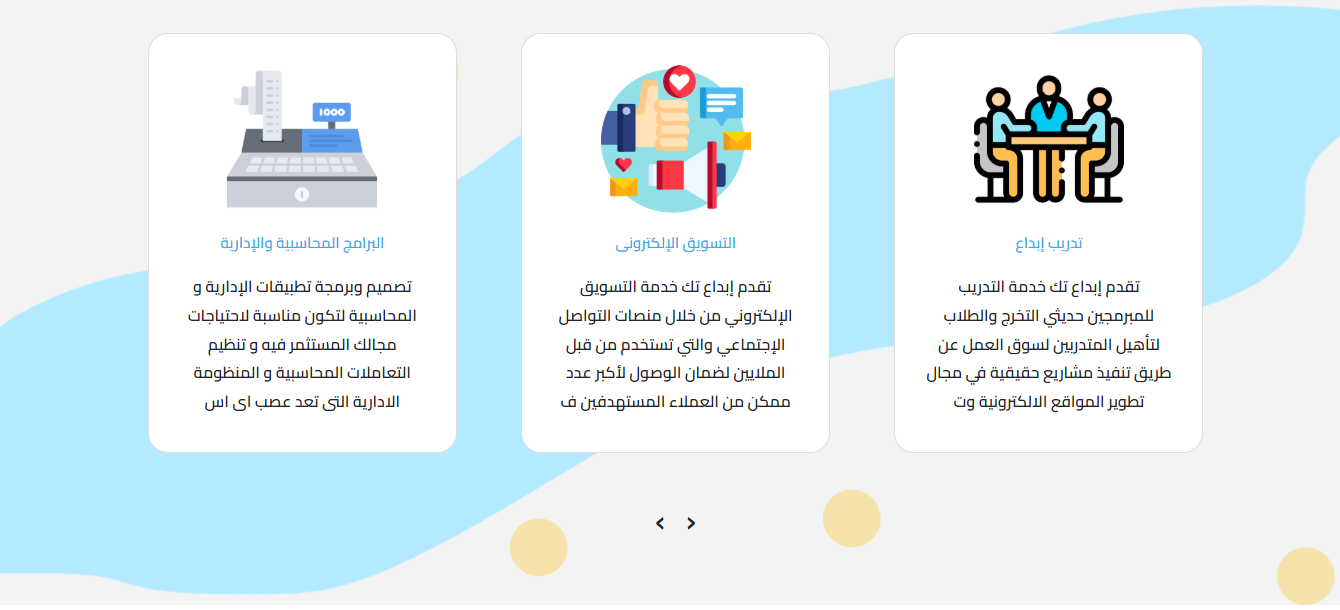 تدريب إبداع
تقدم إبداع تك خدمة التدريب
للمبرمجين حديثي التخرج والطلاب
لتأهيل المتدربين لسوق العمل عن
طريق تنفيذ مشاريع حقيقية في مجال
تطوير المواقع الالكترونية وت
التسويق الإلكترونى
تقدم إبداع تك خدمة التسويق
الإلكتروني من خلال منصات التواصل
الإجتماعي والتي تستخدم من قبل
الملايين لضمان الوصول لأكبر عدد
ممكن من العملاء المستهدفين ف
1000
البرامج المحاسبية والإدارية
تصميم وبرمجة تطبيقات الإدارية و
المحاسبية لتكون مناسبة لاحتياجات
مجالك المستثمر فيه و تنظيم
التعاملات المحاسبية و المنظومة
الادارية التى تعد عصب اى اس